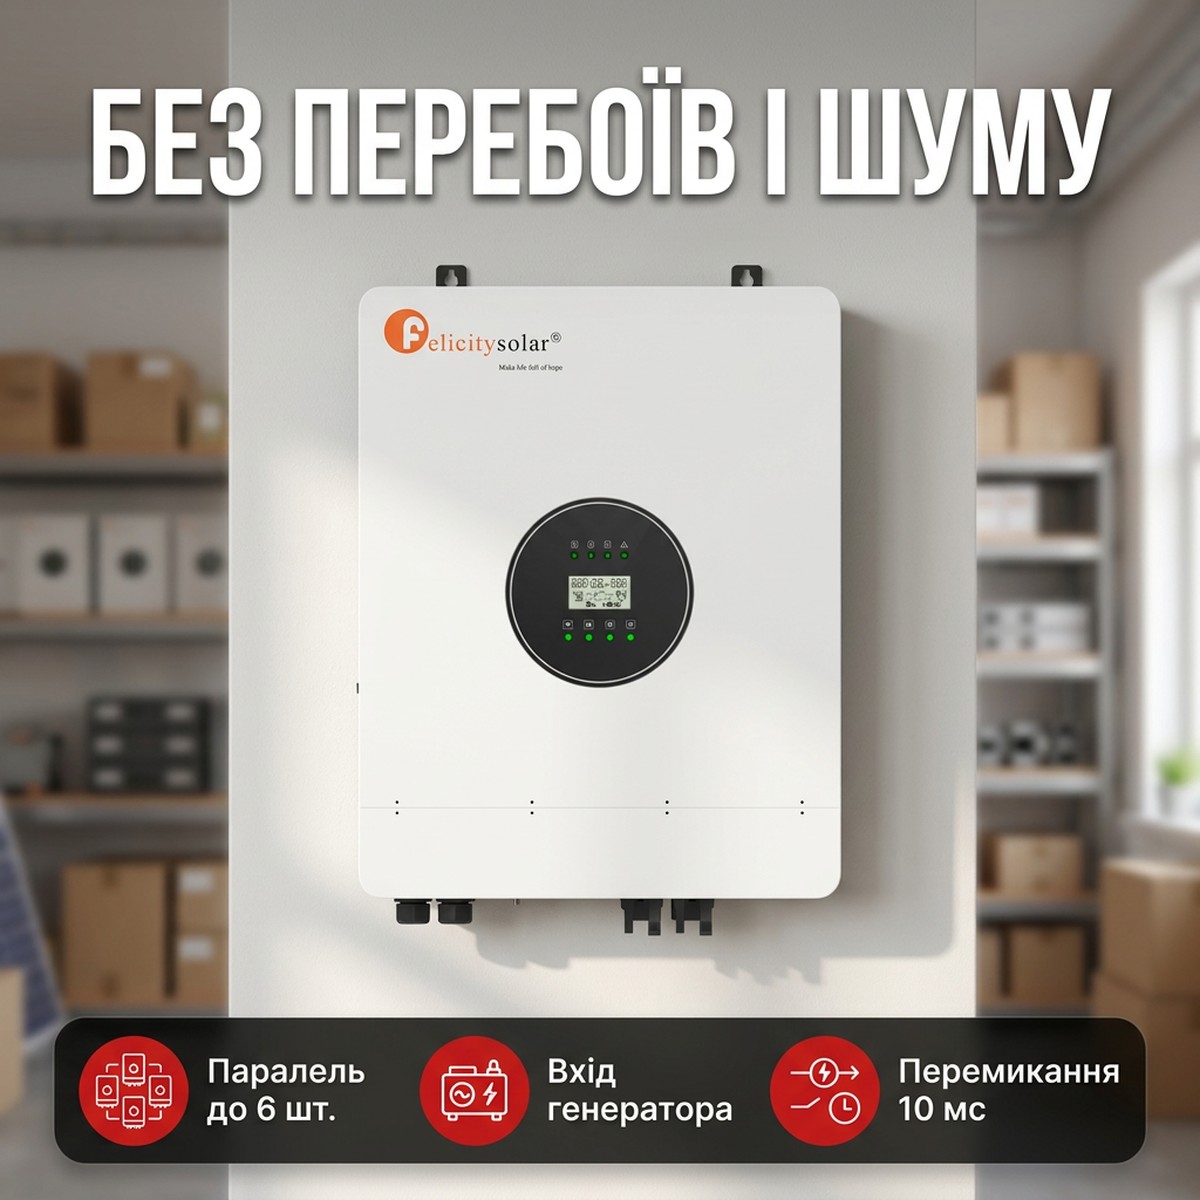 БЕЗ ПЕРЕБОЇВ І ШУМУ
felicitysolar
Паралель
до 6 шт.
Вхід
генератора
Перемикання
10 мс